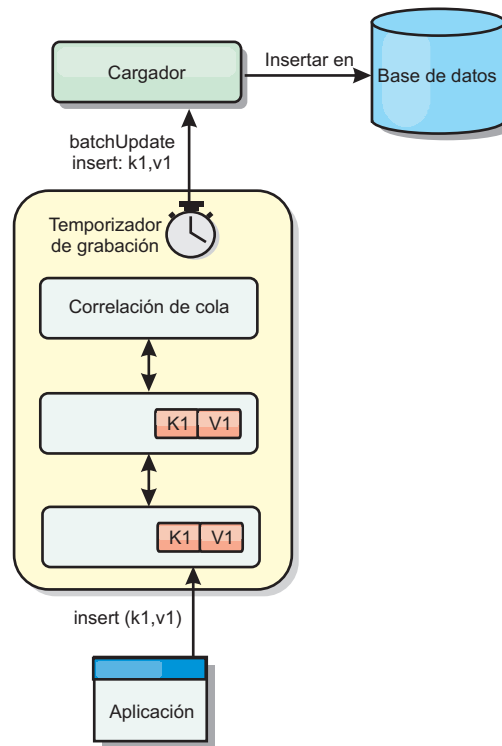 Cargador
Insertar en
Base de datos
batchUpdate
insert: k1,v1
Temporizador
de grabación
Correlación de cola
K1 V1
K1 V1
insert (k1,v1)
Aplicación